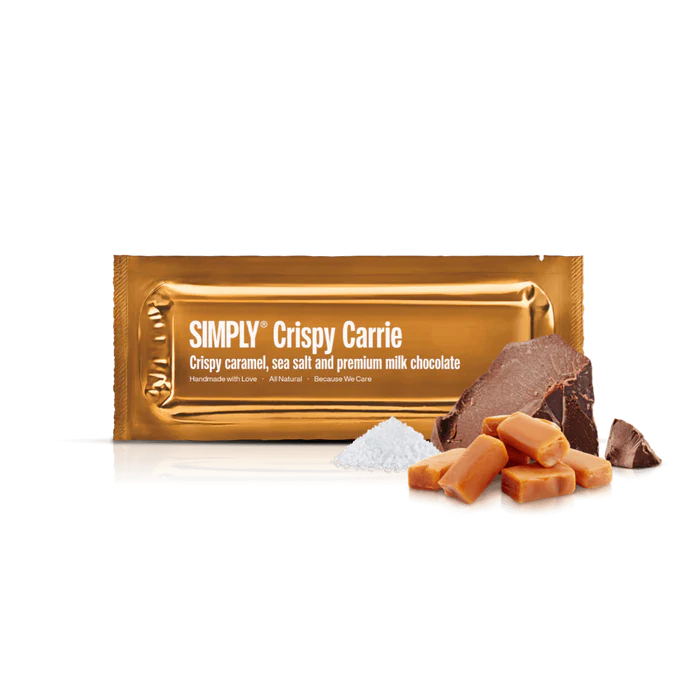 SIMPLY® Crispy Carrie
Crispy caramel, sea salt and premium milk chocolate
Handmade with Love · All Natural · Because We Care